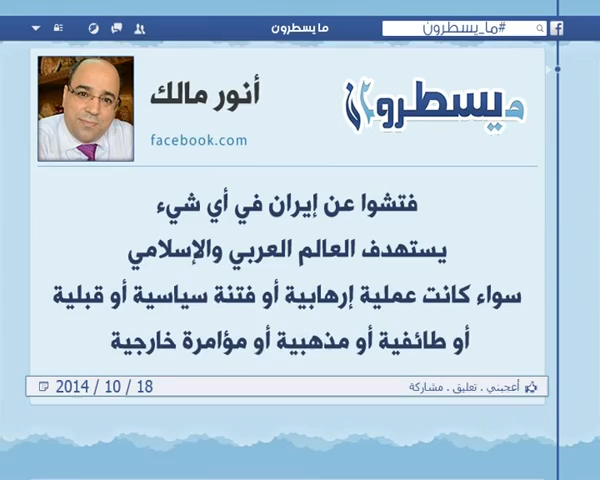 ما يسطرون
#ما_يسطرون
ما يسطرون
أنور مالك
facebook.com
فتشوا عن إيران في أي شيء
يستهدف العالم العربي والإسلامي
سواء كانت عملية إرهابية أو فتنة سياسية أو قبلية
أو طائفية أو مذهبية أو مؤامرة خارجية
أعجبني . تعليق . مشاركة
18 / 10 / 2014